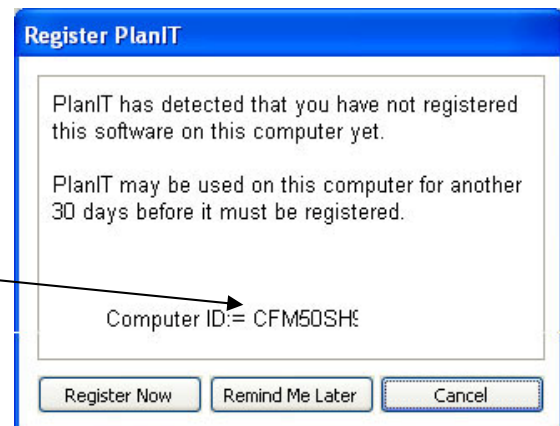 Register PlanIT
PlanIT has detected that you have not registered
this software on this computer yet.
PlanIT may be used on this computer for another
30 days before it must be registered.
Computer ID:= CFM50SH
Register Now Remind Me Later Cancel